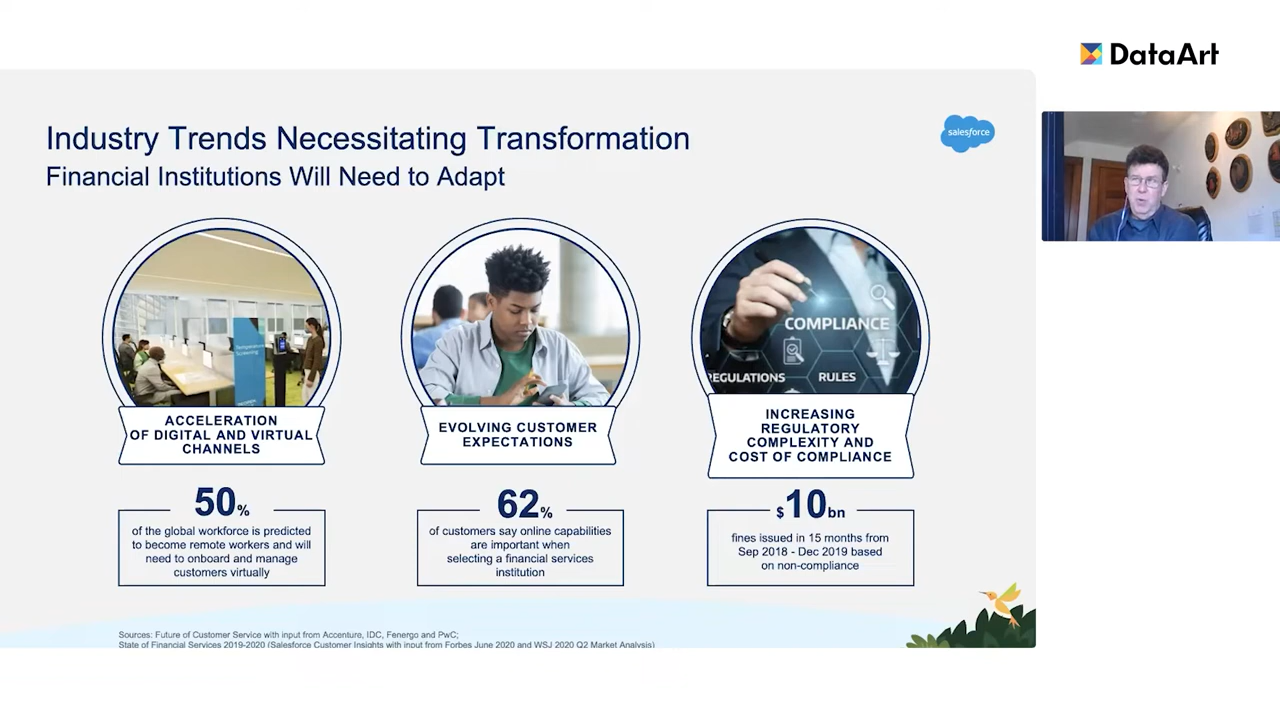 DataArt
Industry Trends Necessitating Transformation
salesforce
Financial Institutions Will Need to Adapt
Temperature
Screening
COMPLIANCE
REGULATIONS
RULES
ACCELERATION
OF DIGITAL AND VIRTUAL
CHANNELS
EVOLVING CUSTOMER
EXPECTATIONS
INCREASING
REGULATORY
COMPLEXITY AND
COST OF COMPLIANCE
50%
of the global workforce is predicted
to become remote workers and will
need to onboard and manage
customers virtually
62%
of customers say online capabilities
are important when
selecting a financial services
institution
$10bn
fines issued in 15 months from
Sep 2018 - Dec 2019 based
on non-compliance
Sources: Future of Customer Service with input from Accenture, IDC, Fenergo and PwC;
State of Financial Services 2019-2020 (Salesforce Customer Insights with input from Forbes June 2020 and WSJ 2020 Q2 Market Analysis)